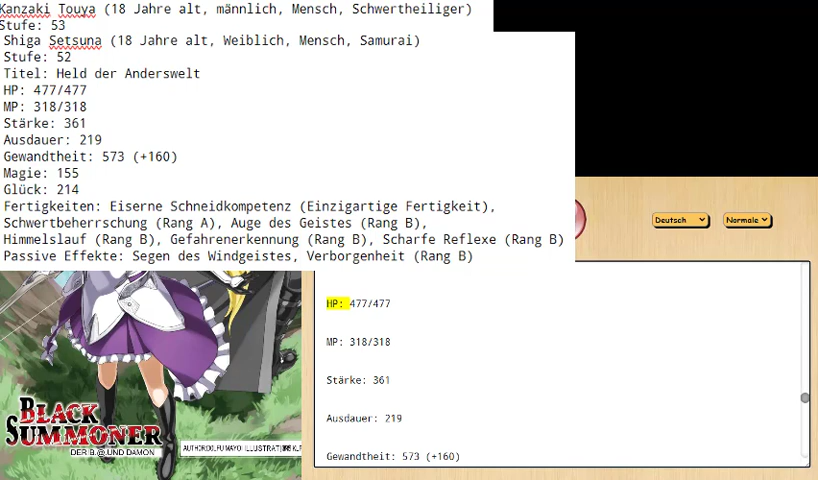 Kanzaki Touya (18 Jahre alt, männlich, Mensch, Schwertheiliger)
Stufe: 53
Shiga Setsuna (18 Jahre alt, Weiblich, Mensch, Samurai)
Stufe: 52
Titel: Held der Anderswelt
HP: 477/477
MP: 318/318
Stärke: 361
Ausdauer: 219
Gewandtheit: 573 (+160)
Magie: 155
Glück: 214
Fertigkeiten: Eiserne Schneidkompetenz (Einzigartige Fertigkeit),
Schwertbeherrschung (Rang A), Auge des Geistes (Rang B),
Himmelslauf (Rang B), Gefahrenerkennung (Rang B), Scharfe Reflexe (Rang B)
Passive Effekte: Segen des Windgeistes, Verborgenheit (Rang B)
Deutsch
Normale
HP: 477/477
MP: 318/318
Stärke: 361
Ausdauer: 219
Gewandtheit: 573 (+160)
BLACK
SUMMONER
DER B.@ UND DÄMON